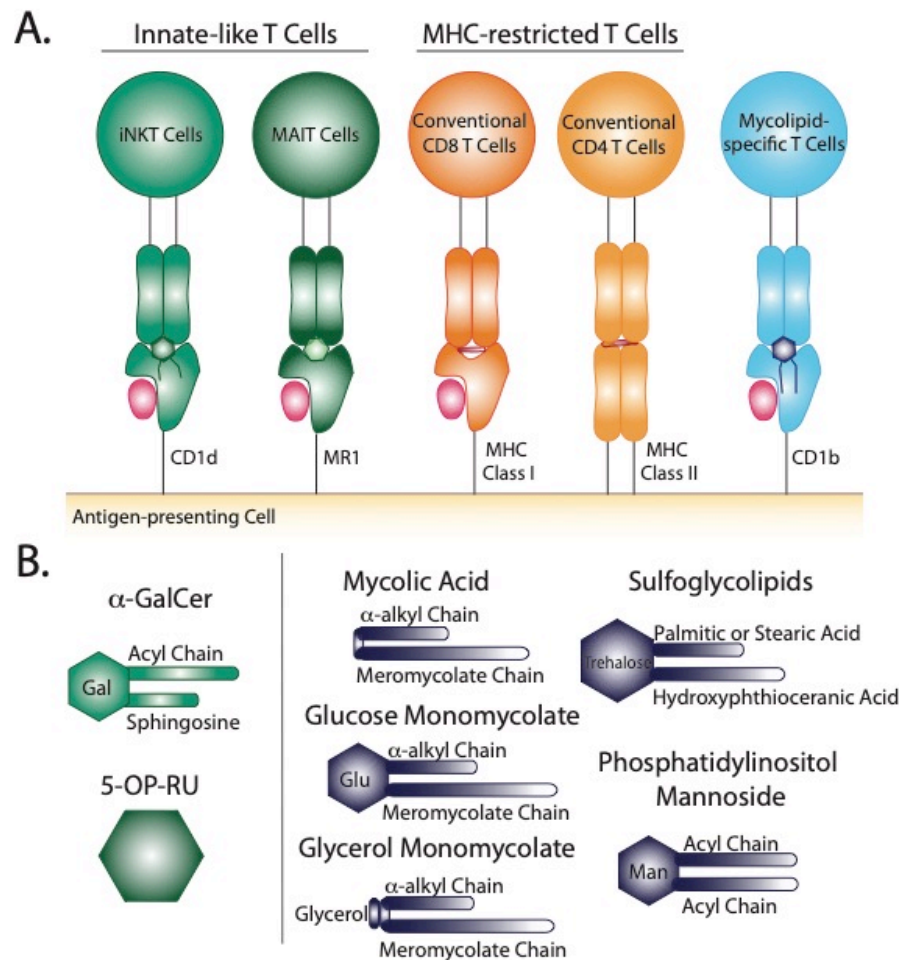 A.
Innate-like T Cells
MHC-restricted T Cells
iNKT Cells
MAIT Cells
Conventional
CD8 T Cells
Conventional
CD4 T Cells
Mycolipid-
specific T Cells
CD1d
MR1
MHC
Class I
MHC
Class II
CD1b
Antigen-presenting Cell
B.
α-GalCer
Acyl Chain
Gal
Sphingosine
5-OP-RU
Mycolic Acid
α-alkyl Chain
Meromycolate Chain
Glucose Monomycolate
α-alkyl Chain
Glu
Meromycolate Chain
Glycerol Monomycolate
α-alkyl Chain
Glycerol
Meromycolate Chain
Sulfoglycolipids
Palmitic or Stearic Acid
Trehalose
Hydroxyphthioceranic Acid
Phosphatidylinositol
Mannoside
Acyl Chain
Man
Acyl Chain